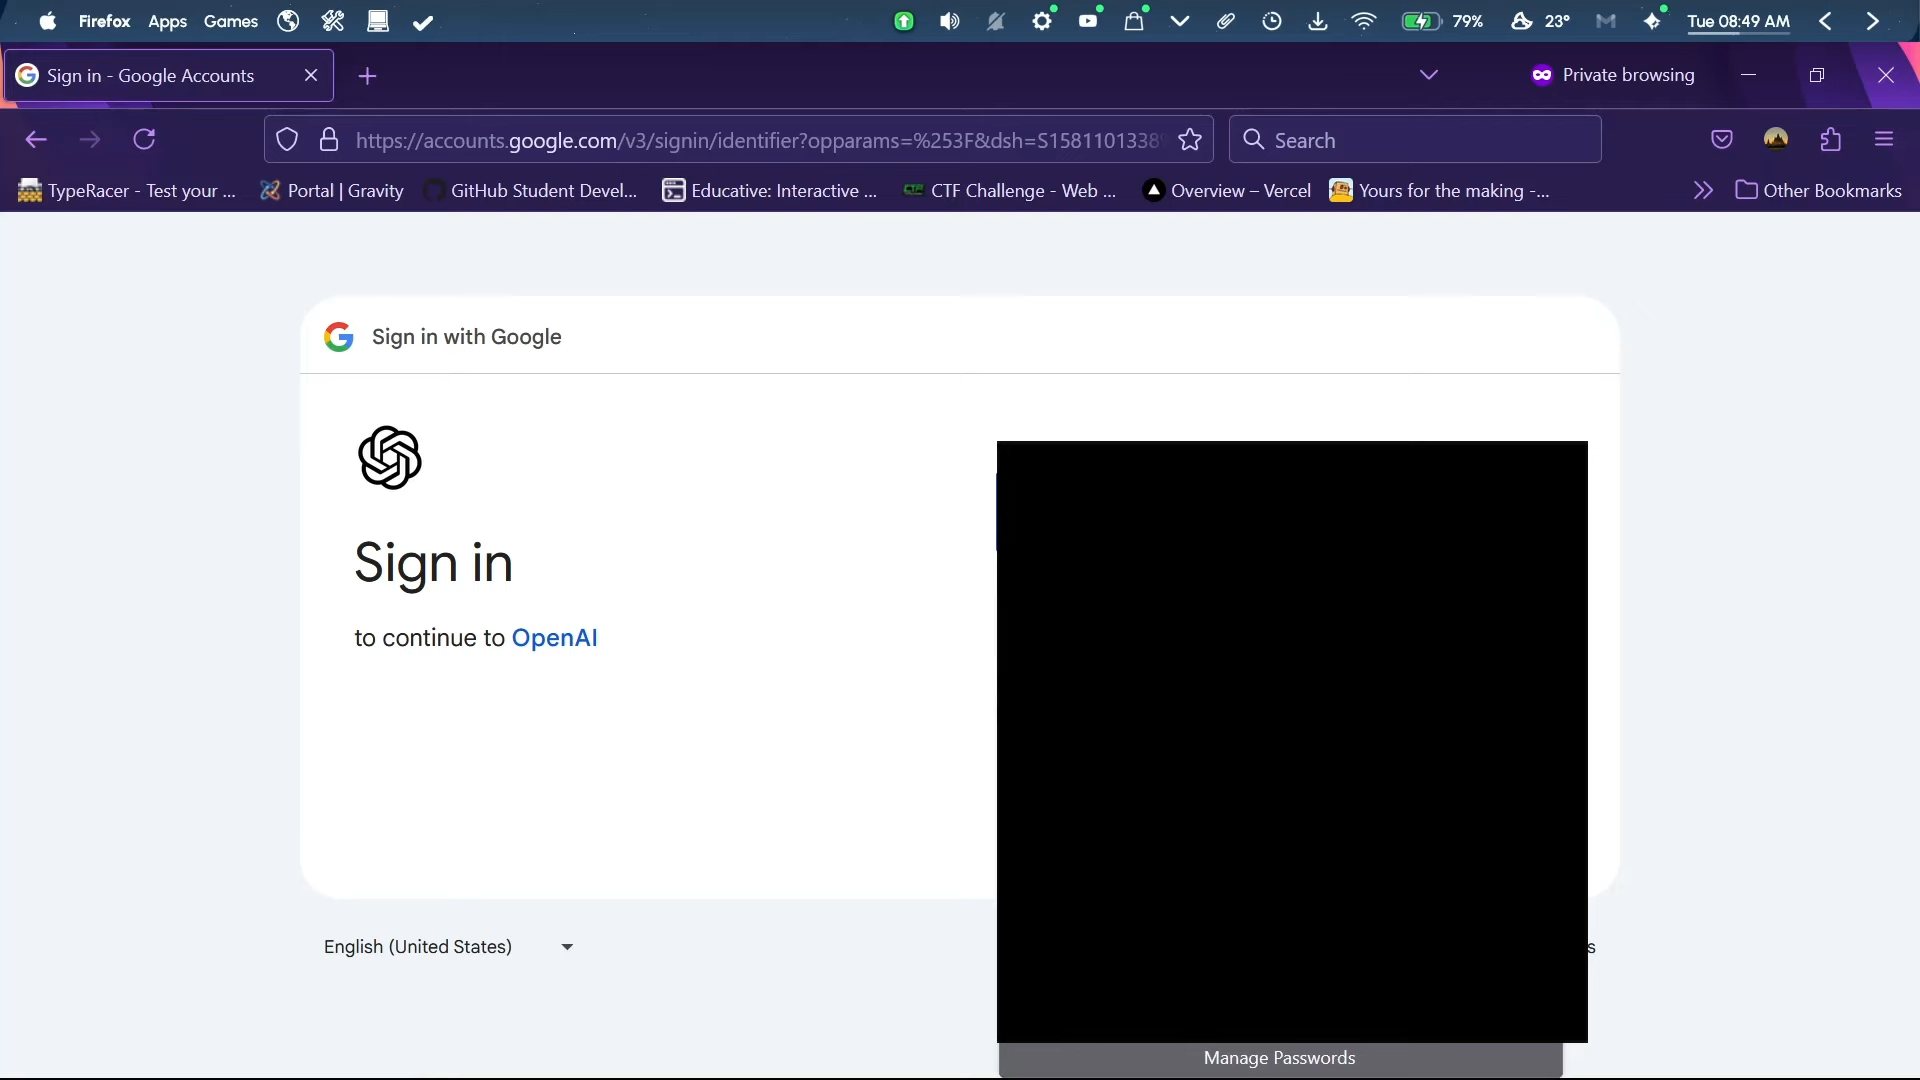 Firefox Apps Games 79% 23° Tue 08:49 AM
Sign in - Google Accounts Private browsing
https://accounts.google.com/v3/signin/identifier?opparams=%253F&dsh=S1581101338 Search
TypeRacer - Test your ... Portal | Gravity GitHub Student Devel... Educative: Interactive ... CTF Challenge - Web ... Overview – Vercel Yours for the making -... Other Bookmarks
Sign in with Google
Sign in
to continue to OpenAI
English (United States) s
Manage Passwords